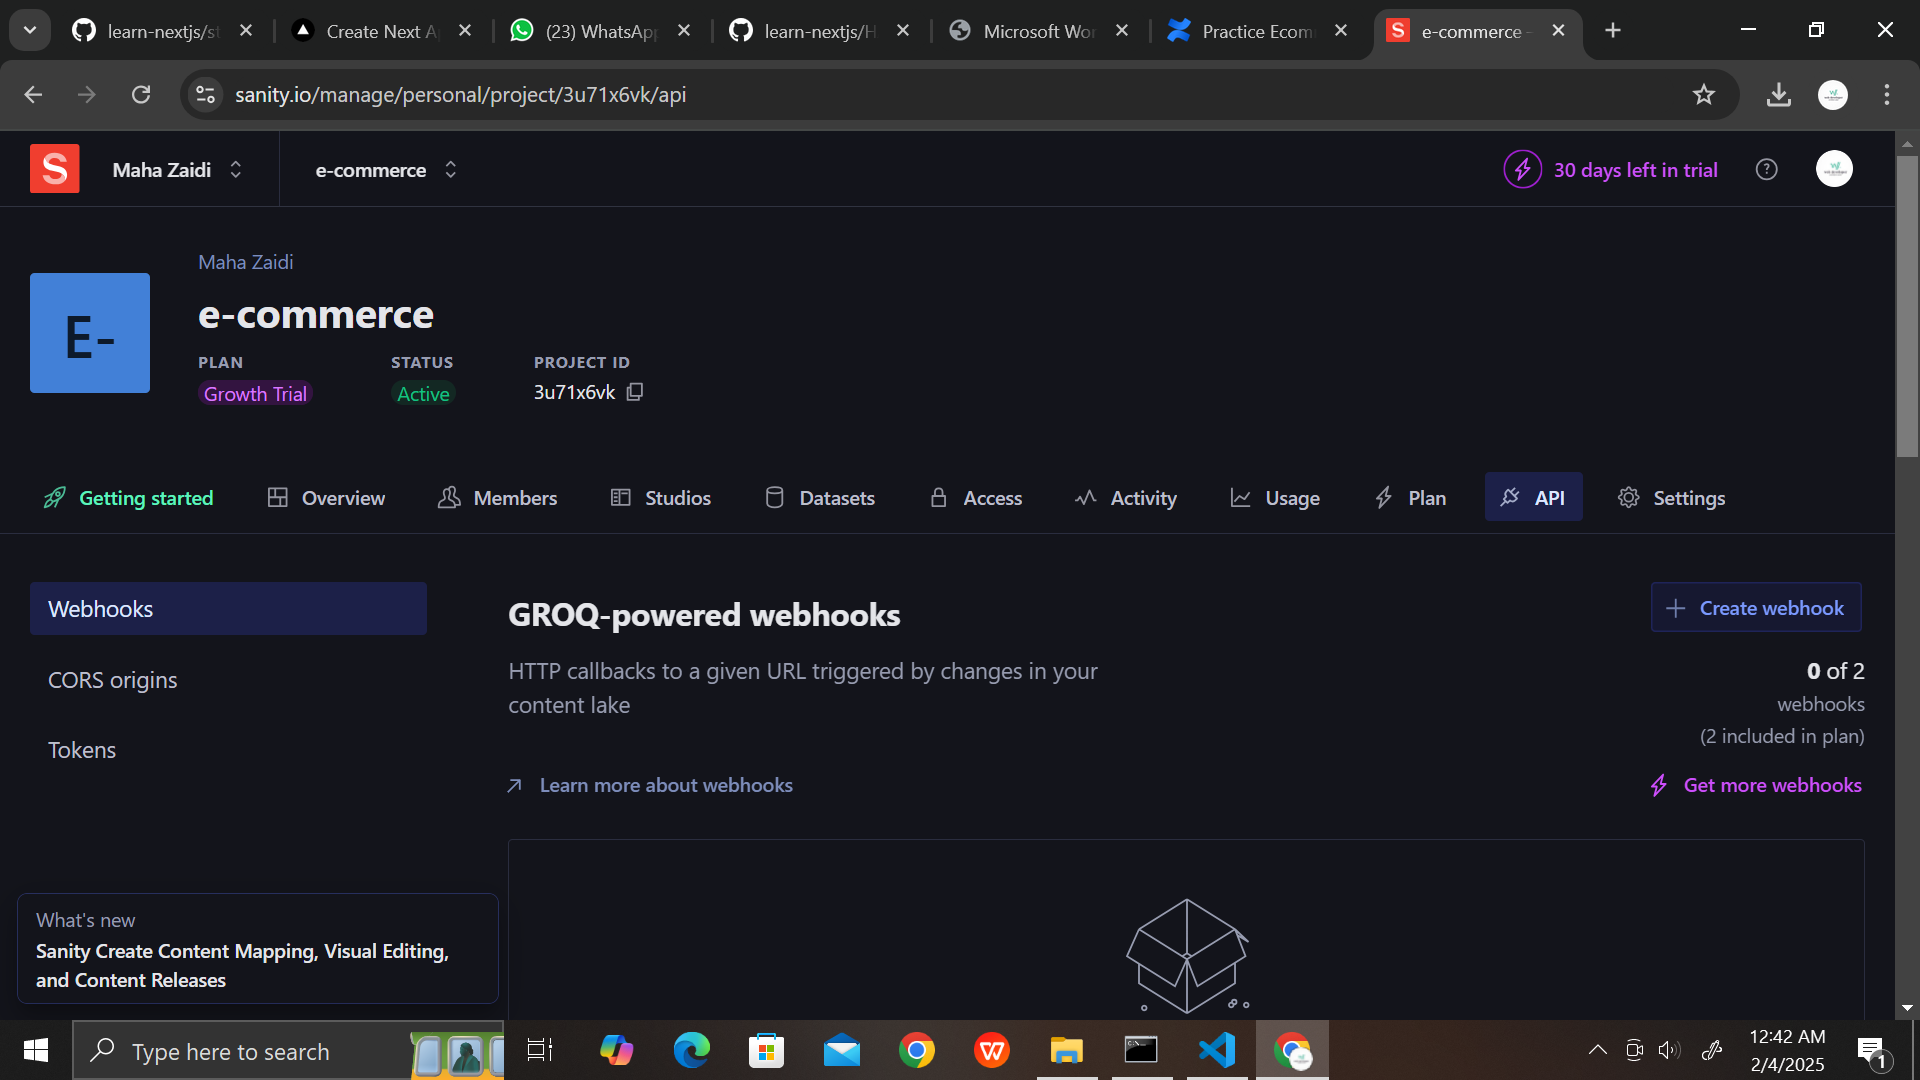 learn-nextjs/st
Create Next A
(23) WhatsApp
learn-nextjs/H
Microsoft Wor
Practice Ecom
S
e-commerce -
sanity.io/manage/personal/project/3u71x6vk/api
S
Maha Zaidi
e-commerce
30 days left in trial
?
Maha Zaidi
E-
e-commerce
PLAN
STATUS
PROJECT ID
Growth Trial
Active
3u71x6vk
Getting started
Overview
Members
Studios
Datasets
Access
Activity
Usage
Plan
API
Settings
Webhooks
CORS origins
Tokens
GROQ-powered webhooks
Create webhook
HTTP callbacks to a given URL triggered by changes in your
content lake
0 of 2
webhooks
(2 included in plan)
Learn more about webhooks
Get more webhooks
What's new
Sanity Create Content Mapping, Visual Editing,
and Content Releases
Type here to search
12:42 AM
2/4/2025
1